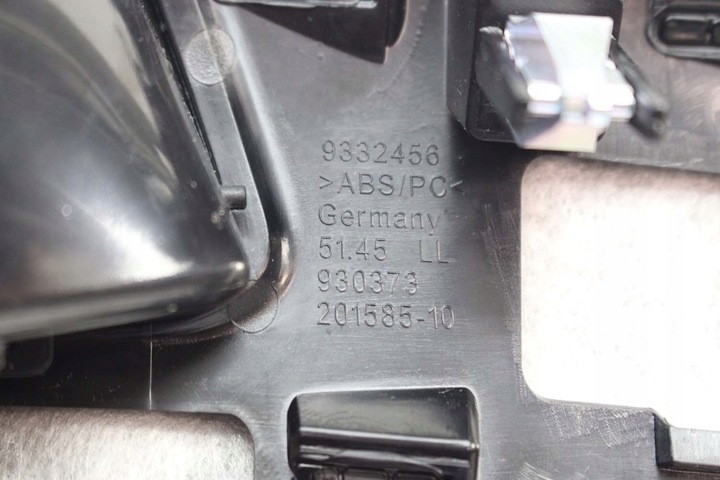 9332456
>ABS/PC<
Germany
51.45 LL
930373
201585-10